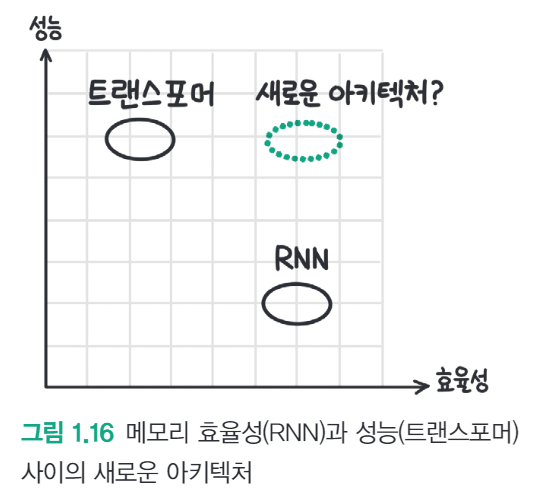 성능
트랜스포머 새로운 아키텍처?
RNN
효율성
그림 1.16 메모리 효율성(RNN)과 성능(트랜스포머)
사이의 새로운 아키텍처